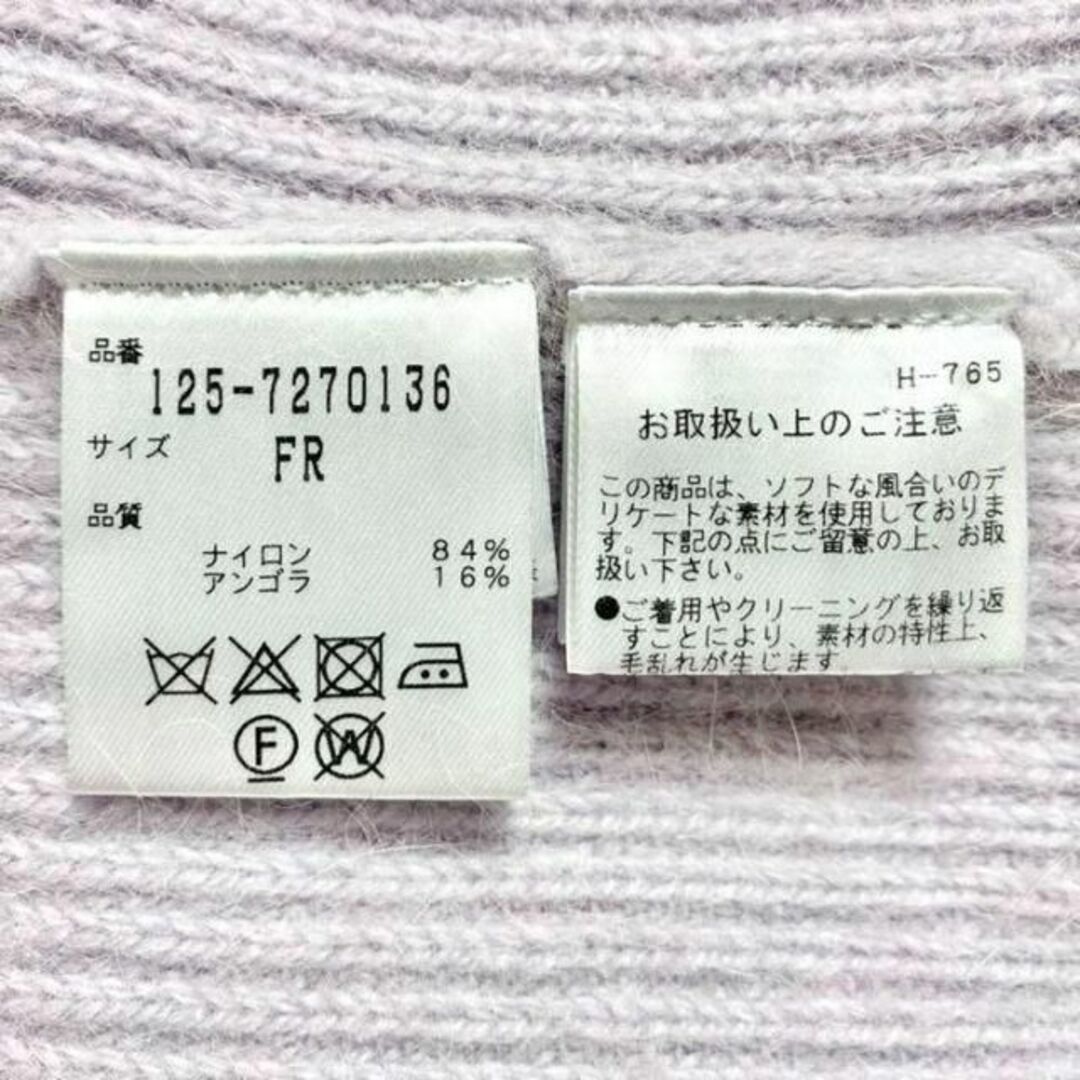 品番
125-7270136
サイズ
FR
品質
ナイロン 84%
アンゴラ 16%
F
W
H-765
お取扱い上のご注意
この商品は、ソフトな風合いのデ
リケートな素材を使用しておりま
す。下記の点にご留意の上、お取
扱い下さい。
●ご着用やクリーニングを繰り返
すことにより、素材の特性上、
毛乱れが生じます。